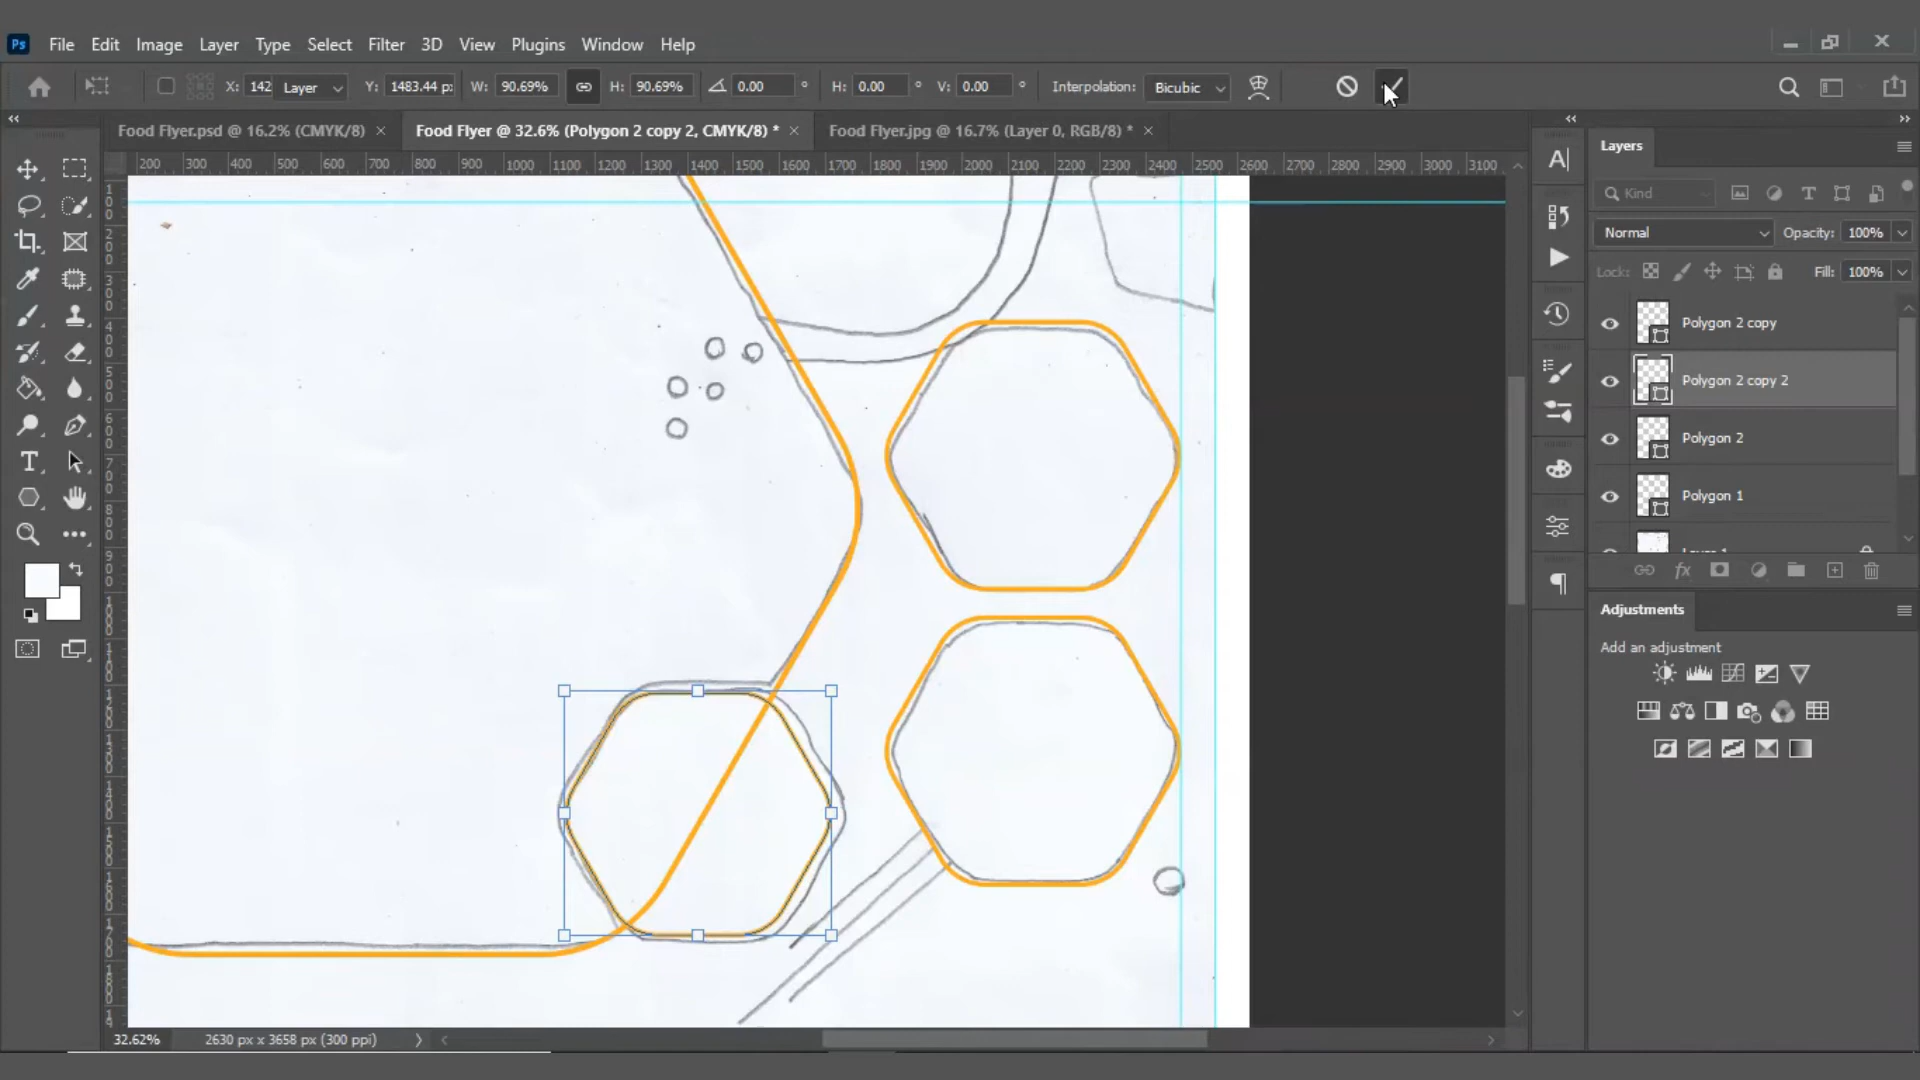 Ps File Edit Image Layer Type Select Filter 3D View Plugins Window Help
X: 142 Layer Y: 1483.44 px W: 90.69% H: 90.69% 0.00 ° H: 0.00 ° V: 0.00 ° Interpolation: Bicubic
Food Flyer.psd @ 16.2% (CMYK/8) × Food Flyer @ 32.6% (Polygon 2 copy 2, CMYK/8) * × Food Flyer.jpg @ 16.7% (Layer 0, RGB/8) * ×
200 300 400 500 600 700 800 900 1000 1100 1200 1300 1400 1500 1600 1700 1800 1900 2000 2100 2200 2300 2400 2500 2600 2700 2800 2900 3000 3100
Layers
Kind
Normal Opacity: 100%
Lock: Fill: 100%
Polygon 2 copy
Polygon 2 copy 2
Polygon 2
Polygon 1
Adjustments
Add an adjustment
32.62% 2630 px x 3658 px (300 ppi)